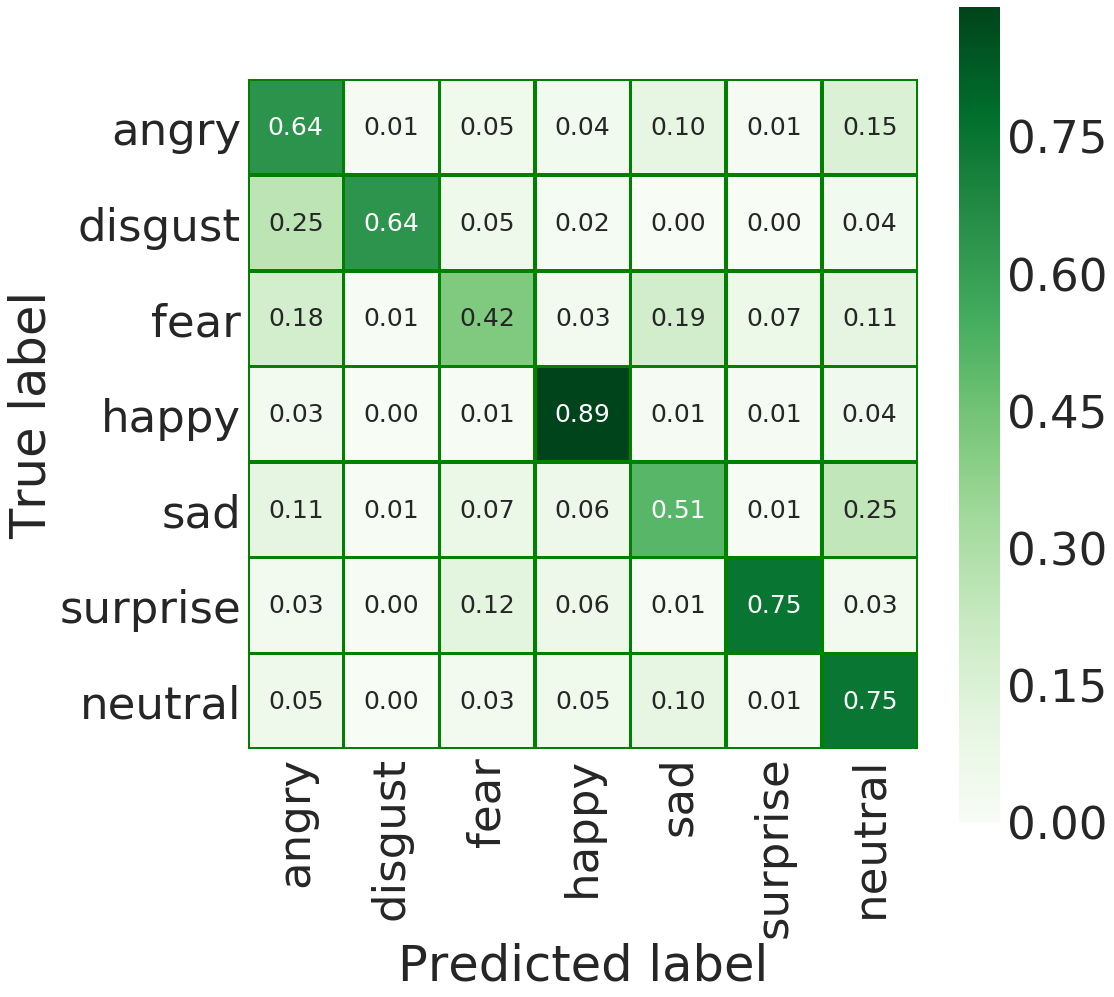 angry 0.64 0.01 0.05 0.04 0.10 0.01 0.15
disgust 0.25 0.64 0.05 0.02 0.00 0.00 0.04
fear 0.18 0.01 0.42 0.03 0.19 0.07 0.11
happy 0.03 0.00 0.01 0.89 0.01 0.01 0.04
sad 0.11 0.01 0.07 0.06 0.51 0.01 0.25
surprise 0.03 0.00 0.12 0.06 0.01 0.75 0.03
neutral 0.05 0.00 0.03 0.05 0.10 0.01 0.75
angry disgust fear happy sad surprise neutral
Predicted label
True label
0.75
0.60
0.45
0.30
0.15
0.00